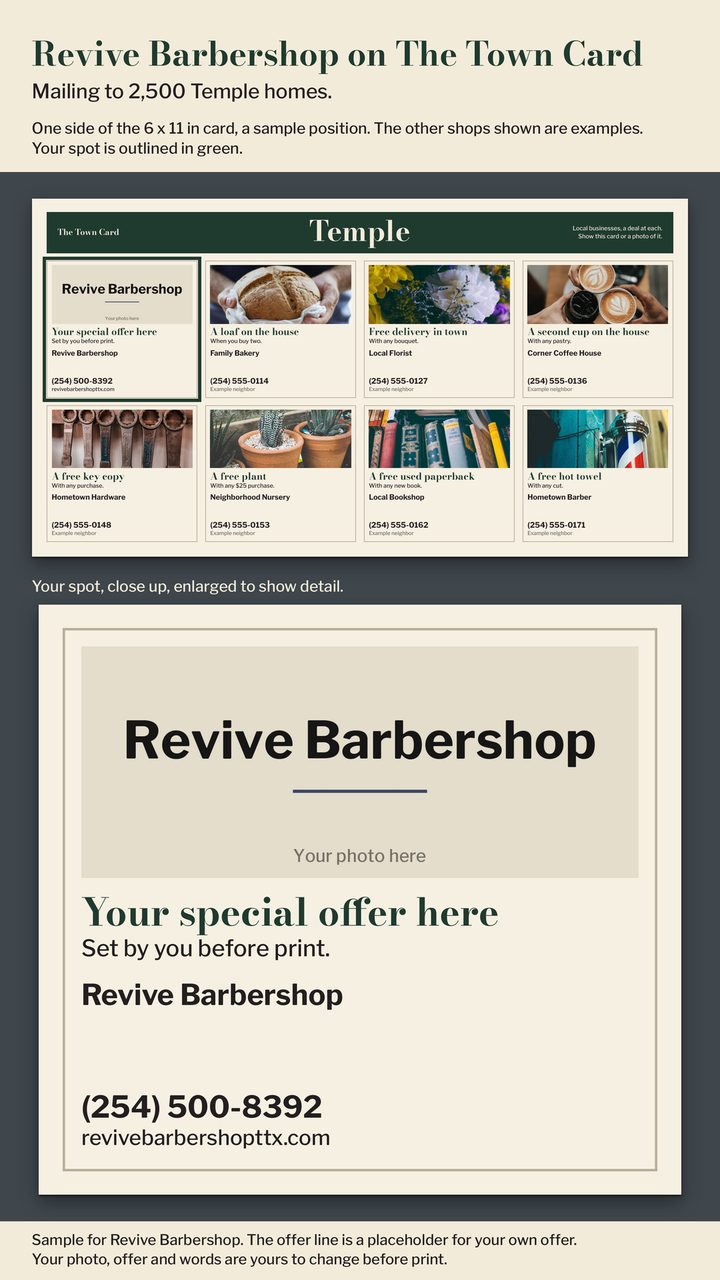 Revive Barbershop on The Town Card
Mailing to 2,500 Temple homes.
One side of the 6 x 11 in card, a sample position. The other shops shown are examples.
Your spot is outlined in green.
The Town Card
Temple
Local businesses, a deal at each.
Show this card or a photo of it.
Revive Barbershop
Your photo here
Your special offer here
Set by you before print.
Revive Barbershop
(254) 500-8392
revivebarbershopttx.com
A loaf on the house
When you buy two.
Family Bakery
(254) 555-0114
Example neighbor
Free delivery in town
With any bouquet.
Local Florist
(254) 555-0127
Example neighbor
A second cup on the house
With any pastry.
Corner Coffee House
(254) 555-0136
Example neighbor
A free key copy
With any purchase.
Hometown Hardware
(254) 555-0148
Example neighbor
A free plant
With any $25 purchase.
Neighborhood Nursery
(254) 555-0153
Example neighbor
A free used paperback
With any new book.
Local Bookshop
(254) 555-0162
Example neighbor
A free hot towel
With any cut.
Hometown Barber
(254) 555-0171
Example neighbor
Your spot, close up, enlarged to show detail.
Revive Barbershop
Your photo here
Your special offer here
Set by you before print.
Revive Barbershop
(254) 500-8392
revivebarbershopttx.com
Sample for Revive Barbershop. The offer line is a placeholder for your own offer.
Your photo, offer and words are yours to change before print.